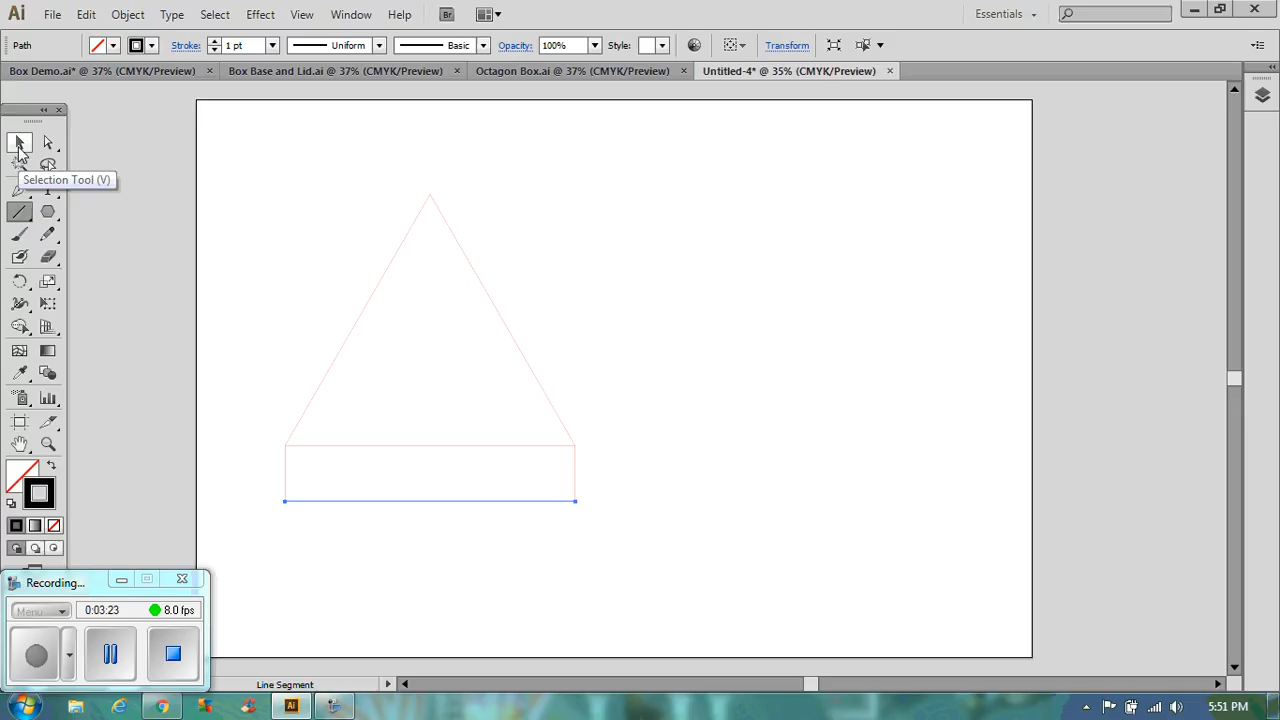 Ai File Edit Object Type Select Effect View Window Help Br Essentials
Path Stroke: 1 pt Uniform Basic Opacity: 100% Style: Transform
Box Demo.ai* @ 37% (CMYK/Preview) × Box Base and Lid.ai @ 37% (CMYK/Preview) × Octagon Box.ai @ 37% (CMYK/Preview) × Untitled-4* @ 35% (CMYK/Preview) ×
Selection Tool (V)
T
Recording...
Menu 0:03:23 8.0 fps
Line Segment
Ai 5:51 PM